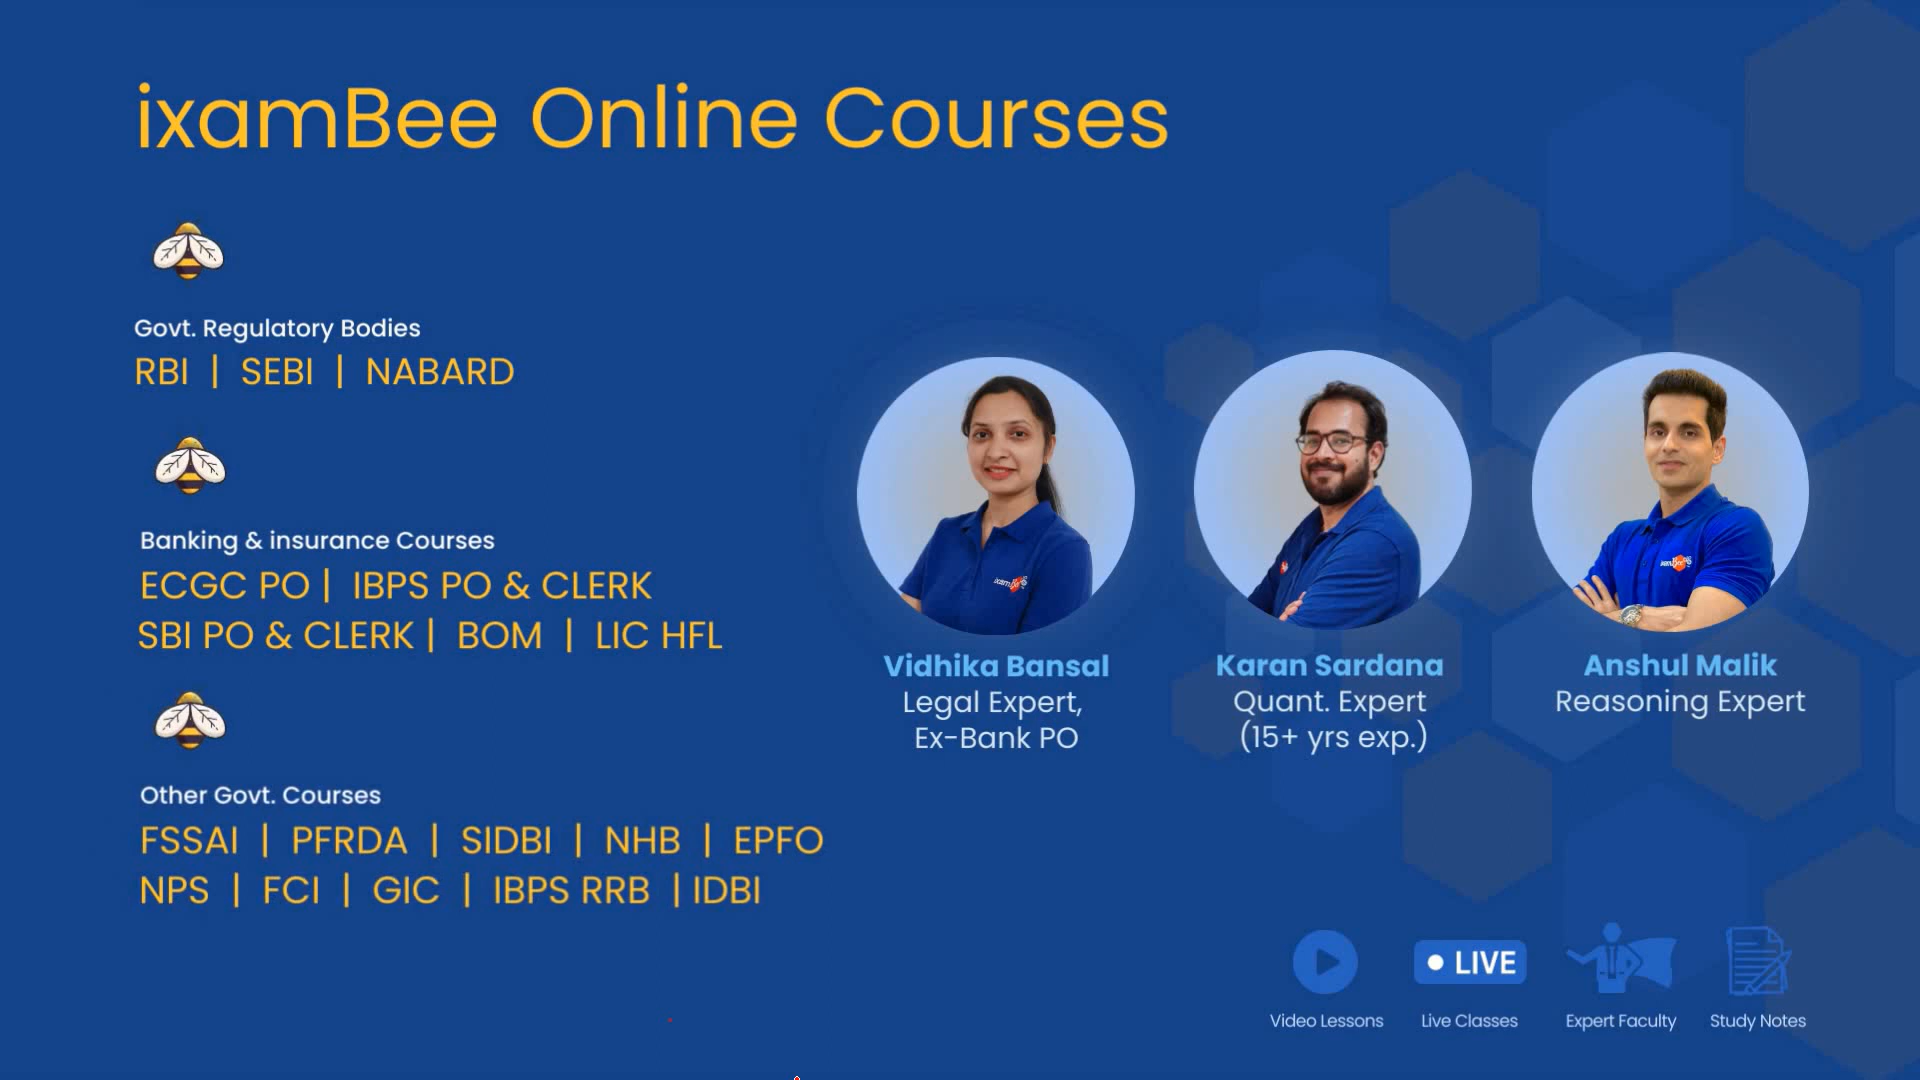 ixamBee Online Courses
Govt. Regulatory Bodies
RBI | SEBI | NABARD
Banking & insurance Courses
ECGC PO | IBPS PO & CLERK
SBI PO & CLERK | BOM | LIC HFL
Other Govt. Courses
FSSAI | PFRDA | SIDBI | NHB | EPFO
NPS | FCI | GIC | IBPS RRB | IDBI
Vidhika Bansal
Legal Expert,
Ex-Bank PO
Karan Sardana
Quant. Expert
(15+ yrs exp.)
Anshul Malik
Reasoning Expert
ixamBee
ixamBee
LIVE
Video Lessons
Live Classes
Expert Faculty
Study Notes